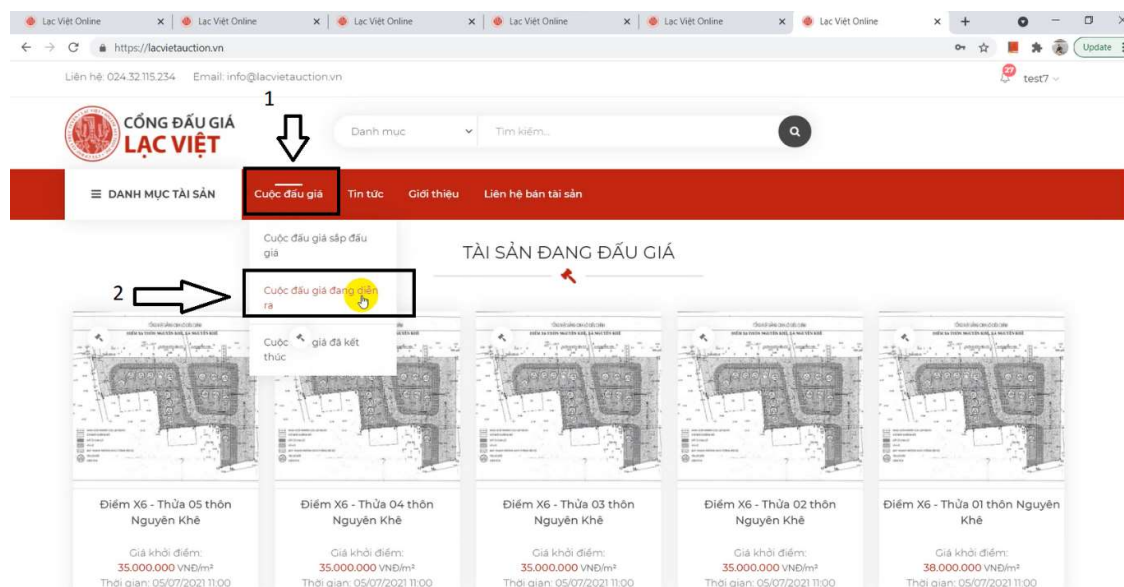 Lạc Việt Online
Lạc Việt Online
Lạc Việt Online
Lạc Việt Online
Lạc Việt Online
Lạc Việt Online
https://lacvietauction.vn
Update
Liên hệ: 024.32.115.234 Email: info@lacvietauction.vn
27
test7
1
CỔNG ĐẤU GIÁ
LẠC VIỆT
Danh mục
Tìm kiếm...
DANH MỤC TÀI SẢN
Cuộc đấu giá
Tin tức
Giới thiệu
Liên hệ bán tài sản
Cuộc đấu giá sắp đấu
giá
TÀI SẢN ĐANG ĐẤU GIÁ
2
Cuộc đấu giá đang diễn
ra
Cuộc giá đã kết
thúc
Điểm X6 - Thửa 05 thôn
Nguyên Khê
Giá khởi điểm:
35.000.000 VNĐ/m²
Thời gian: 05/07/2021 11:00
Điểm X6 - Thửa 04 thôn
Nguyên Khê
Giá khởi điểm:
35.000.000 VNĐ/m²
Thời gian: 05/07/2021 11:00
Điểm X6 - Thửa 03 thôn
Nguyên Khê
Giá khởi điểm:
35.000.000 VNĐ/m²
Thời gian: 05/07/2021 11:00
Điểm X6 - Thửa 02 thôn
Nguyên Khê
Giá khởi điểm:
35.000.000 VNĐ/m²
Thời gian: 05/07/2021 11:00
Điểm X6 - Thửa 01 thôn Nguyên
Khê
Giá khởi điểm:
38.000.000 VNĐ/m²
Thời gian: 05/07/2021 11:00